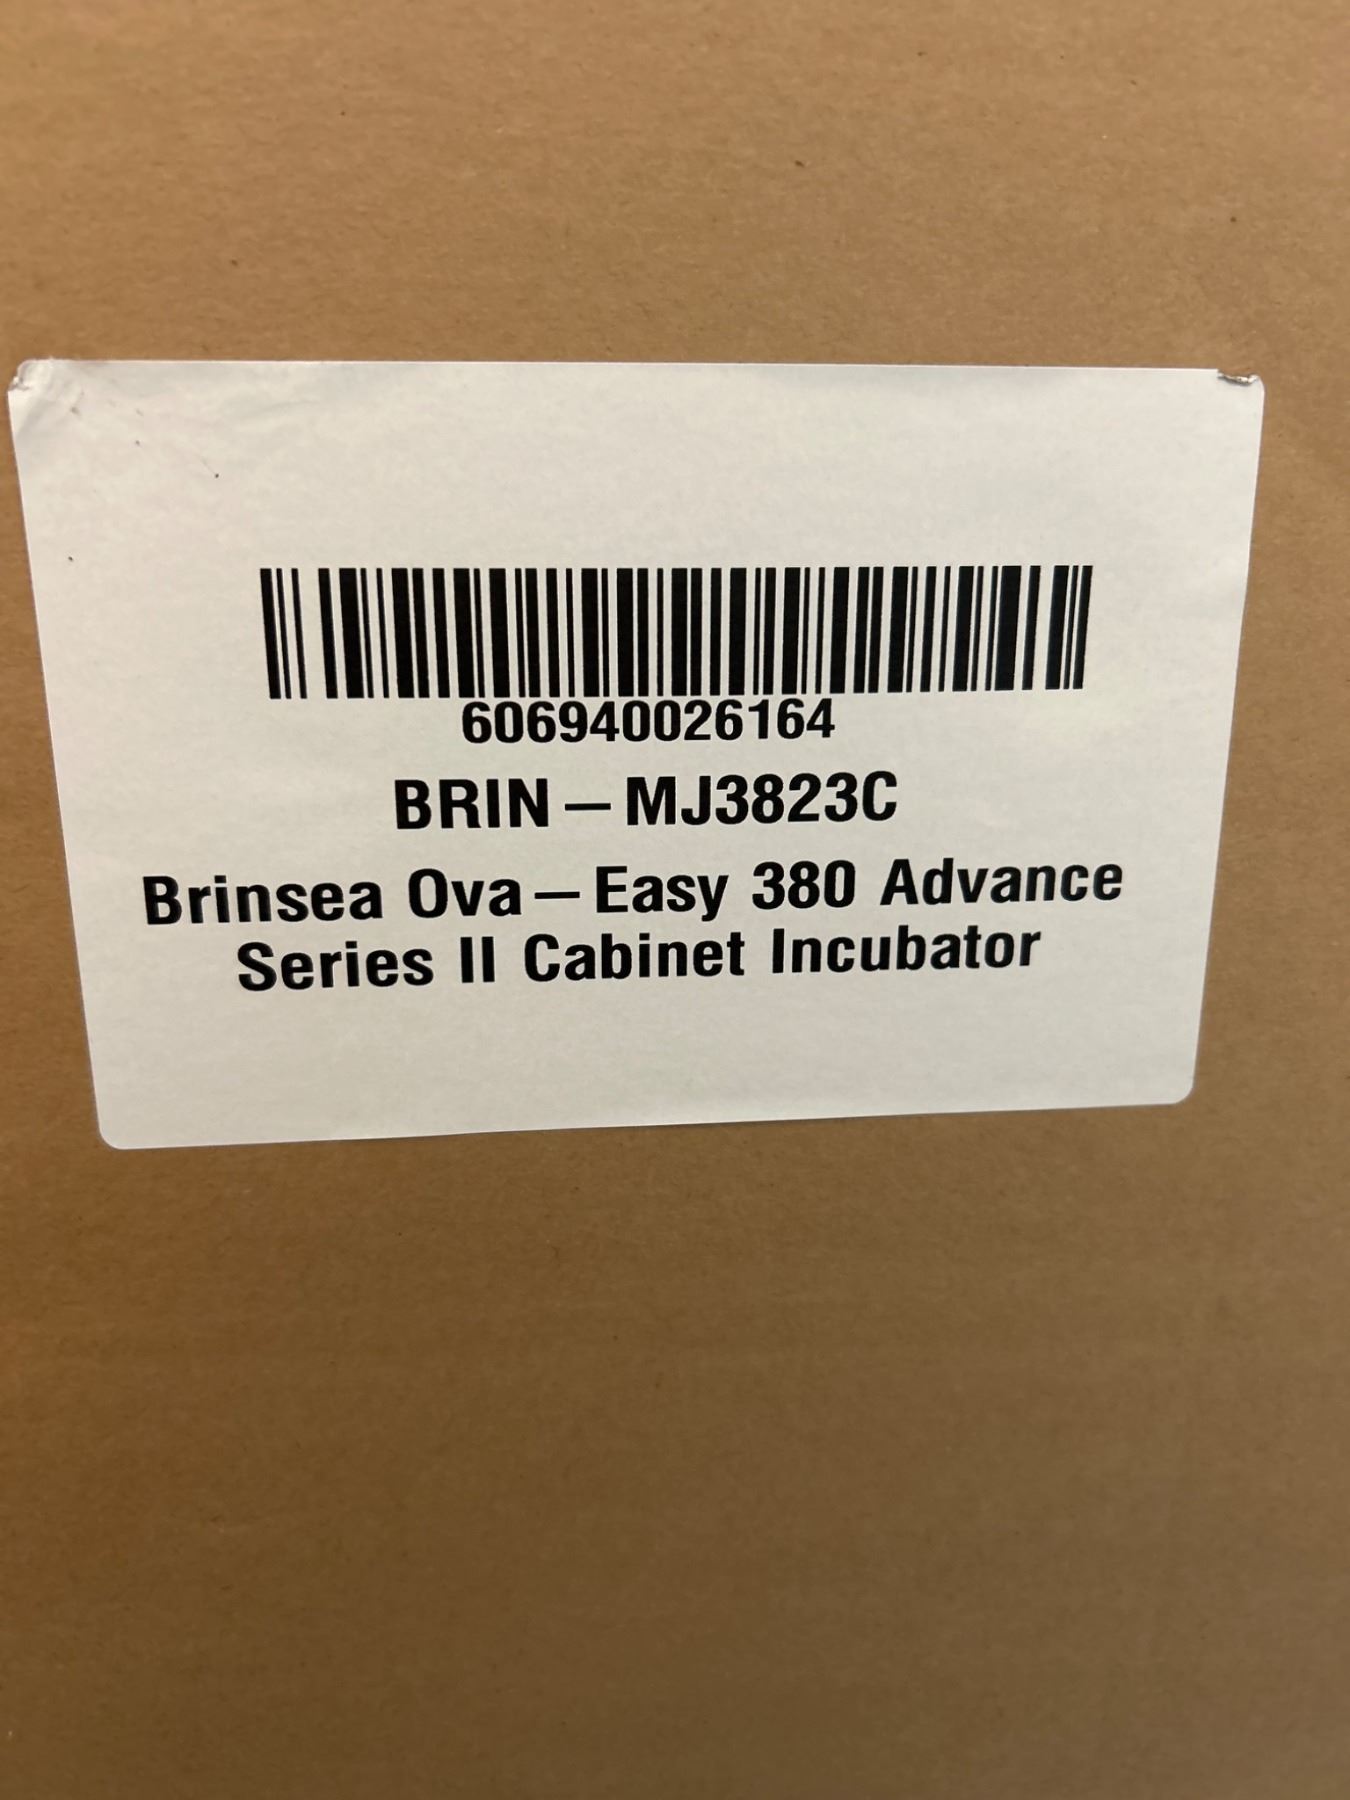 606940026164
BRIN-MJ3823C
Brinsea Ova-Easy 380 Advance
Series II Cabinet Incubator